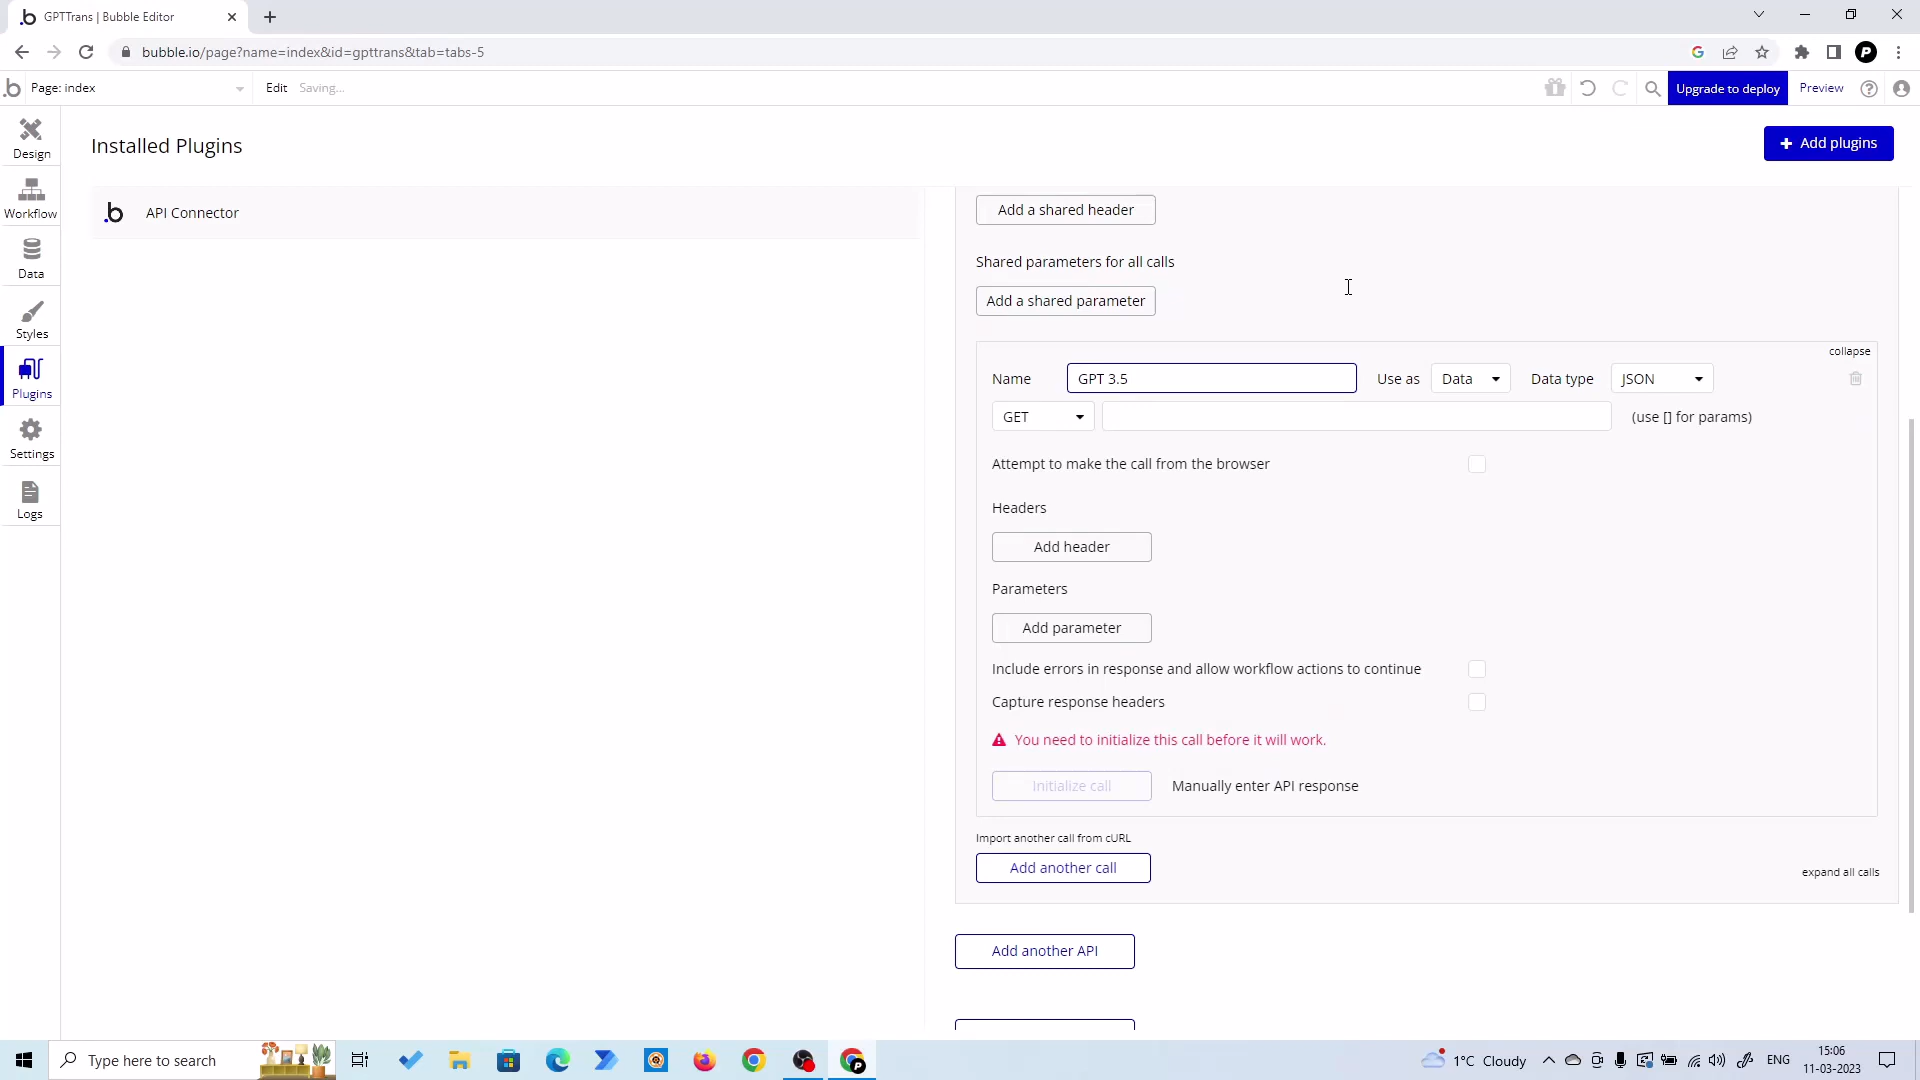 GPTTrans | Bubble Editor
bubble.io/page?name=index&id=gpttrans&tab=tabs-5
Page: index
Edit
Saving...
Upgrade to deploy
Preview
Design
Workflow
Data
Styles
Plugins
Settings
Logs
Installed Plugins
Add plugins
API Connector
Add a shared header
Shared parameters for all calls
Add a shared parameter
collapse
Name GPT 3.5 Use as Data Data type JSON
GET (use [] for params)
Attempt to make the call from the browser
Headers
Add header
Parameters
Add parameter
Include errors in response and allow workflow actions to continue
Capture response headers
You need to initialize this call before it will work.
Initialize call Manually enter API response
Import another call from cURL
Add another call
expand all calls
Add another API
Type here to search
1°C Cloudy
ENG
15:06
11-03-2023